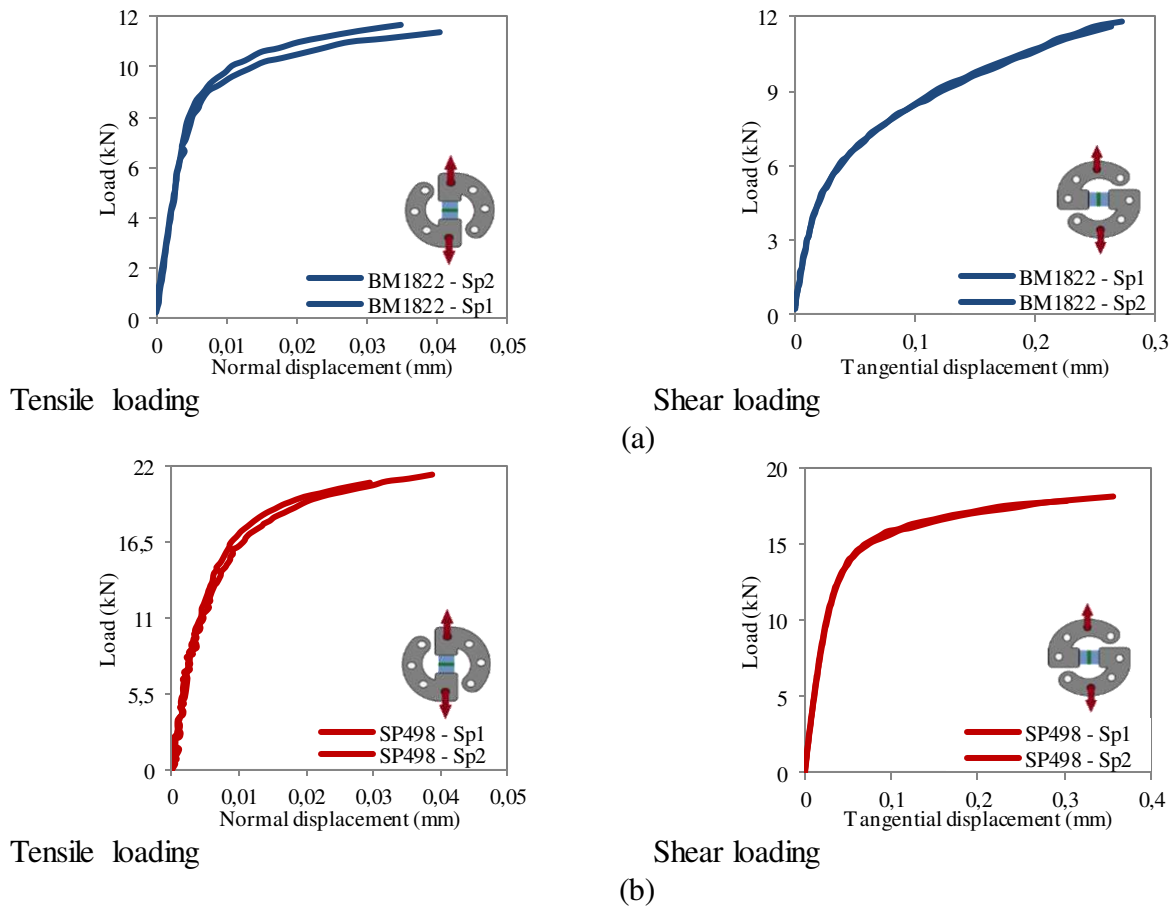 12
10
8
6
4
2
0
Load (kN)
BM1822 - Sp2
BM1822 - Sp1
0 0,01 0,02 0,03 0,04 0,05
Normal displacement (mm)
Tensile loading
12
9
6
3
0
Load (kN)
BM1822 - Sp1
BM1822 - Sp2
0 0,1 0,2 0,3
Tangential displacement (mm)
Shear loading
(a)
22
16,5
11
5,5
0
Load (kN)
SP498 - Sp1
SP498 - Sp2
0 0,01 0,02 0,03 0,04 0,05
Normal displacement (mm)
Tensile loading
20
15
10
5
0
Load (kN)
SP498 - Sp1
SP498 - Sp2
0 0,1 0,2 0,3 0,4
Tangential displacement (mm)
Shear loading
(b)